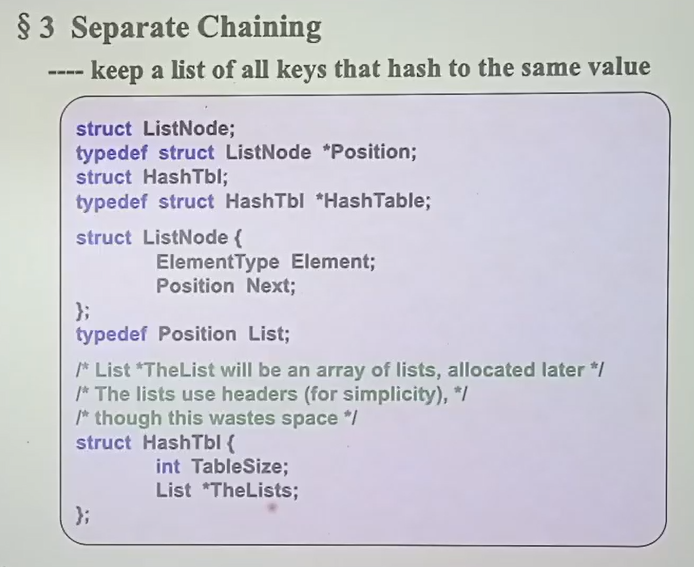 § 3 Separate Chaining
---- keep a list of all keys that hash to the same value
struct ListNode;
typedef struct ListNode *Position;
struct HashTbl;
typedef struct HashTbl *HashTable;
struct ListNode {
ElementType Element;
Position Next;
};
typedef Position List;
/* List *TheList will be an array of lists, allocated later */
/* The lists use headers (for simplicity), */
/* though this wastes space */
struct HashTbl {
int TableSize;
List *TheLists;
};